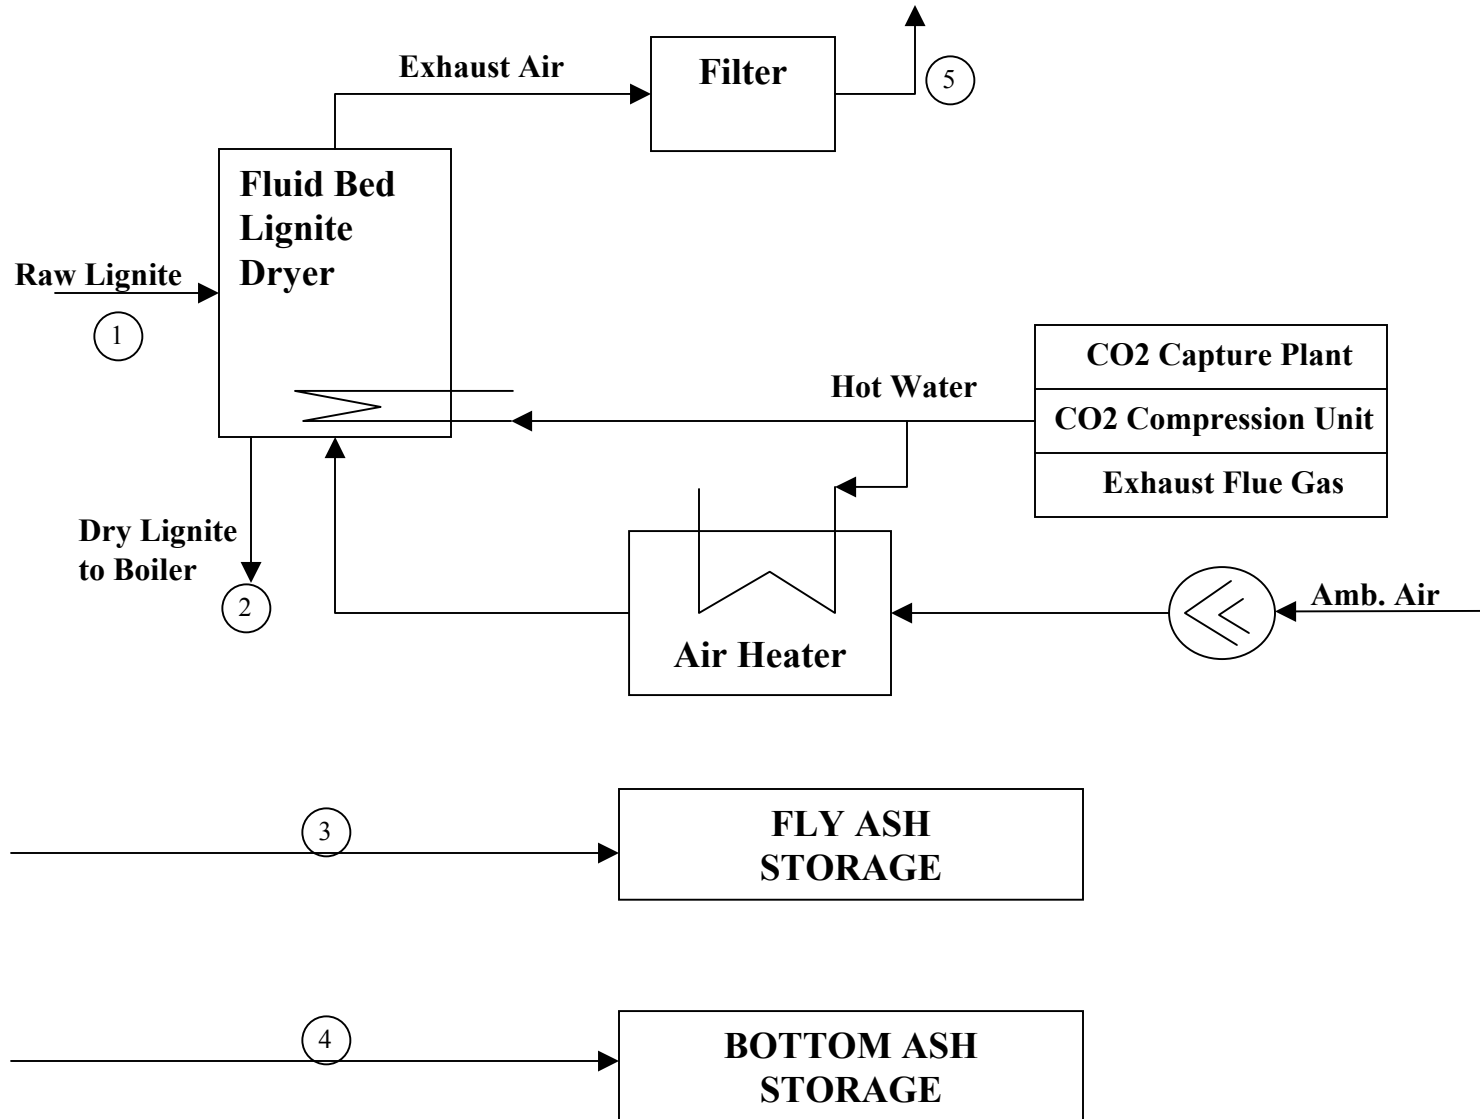 Exhaust Air
Filter
5
Fluid Bed
Lignite
Dryer
Raw Lignite
1
CO2 Capture Plant
Hot Water
CO2 Compression Unit
Exhaust Flue Gas
Dry Lignite
to Boiler
2
Amb. Air
Air Heater
3
FLY ASH
STORAGE
4
BOTTOM ASH
STORAGE